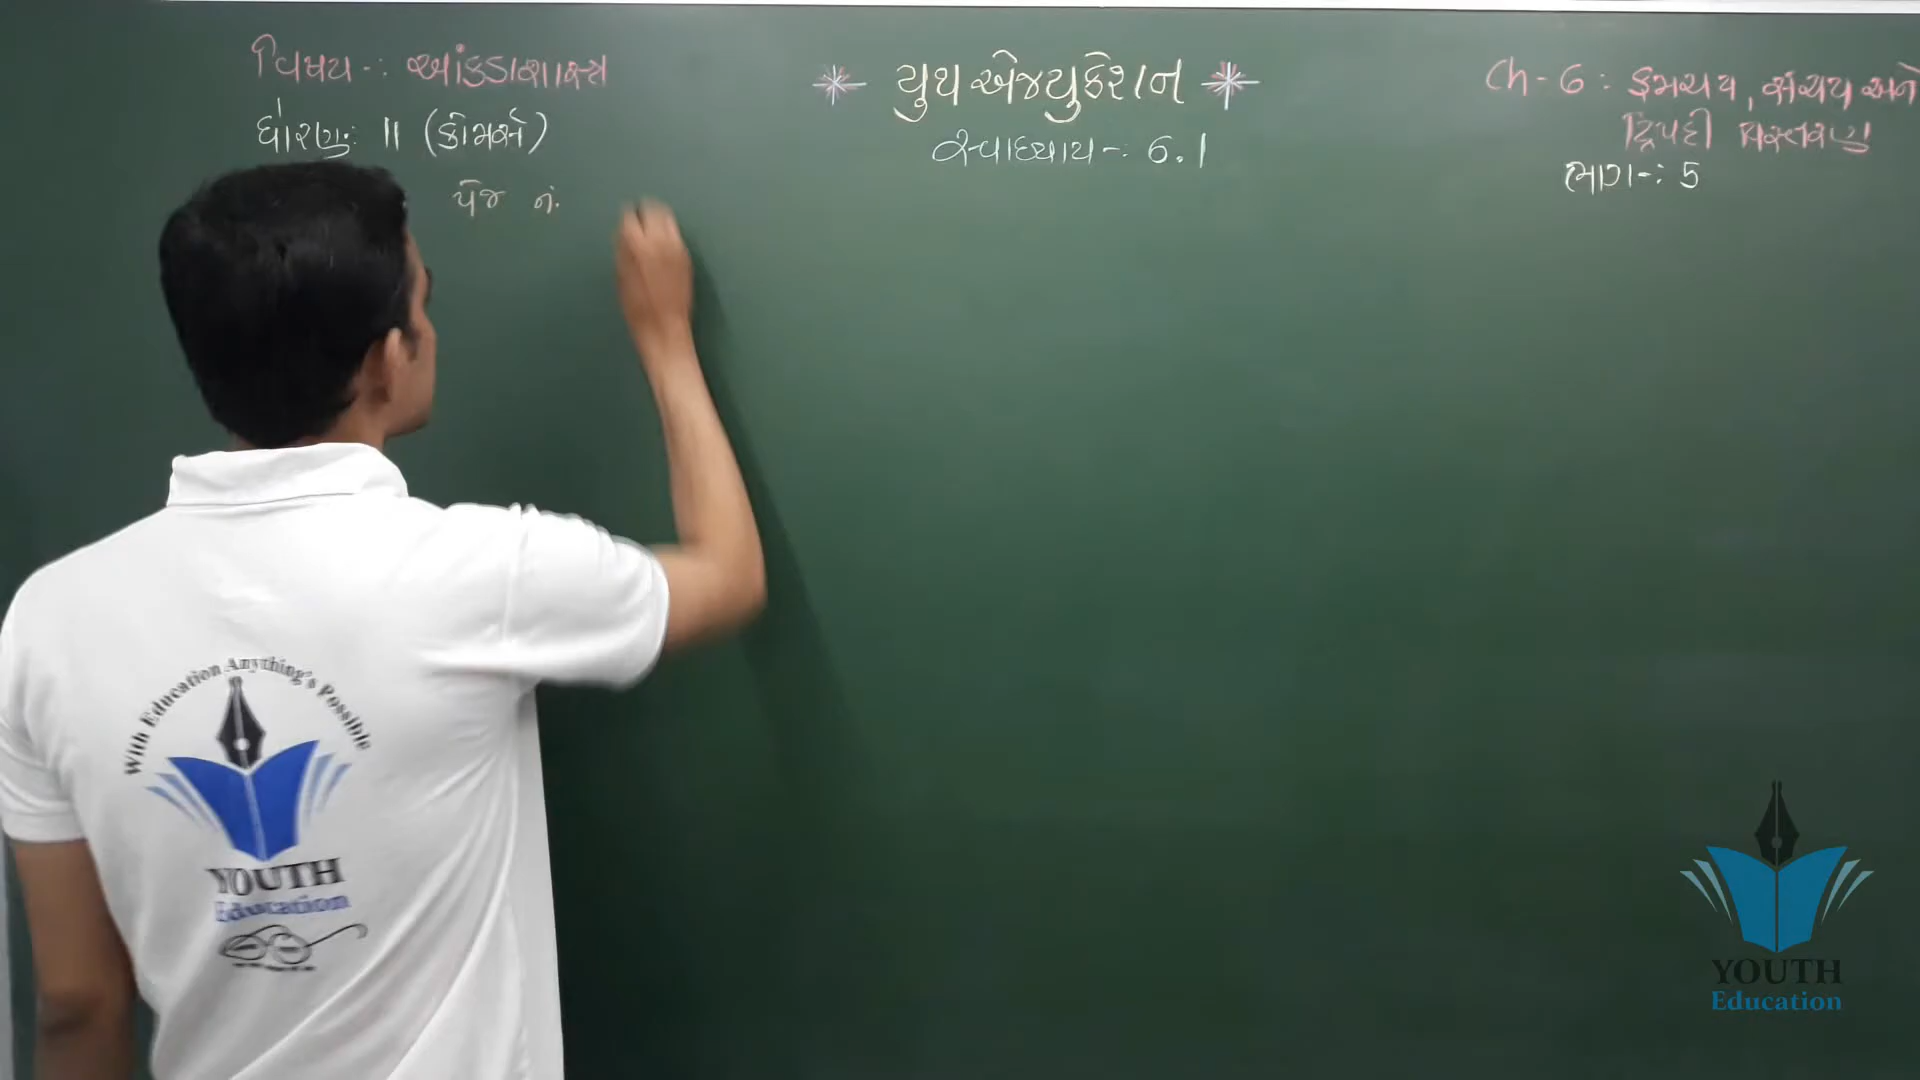 વિષય -: આંકડાશાસ્ત્ર
ધોરણ: 11 (કોમર્સ)
પેજ નં.
યુથ એજ્યુકેશન
સ્વાધ્યાય -: 6.1
Ch - 6 : ક્રમચય, સંચય અને
દ્વિપદી વિસ્તરણ
ભાગ -: 5
With Education Anything's Possible
YOUTH
Education
YOUTH
Education